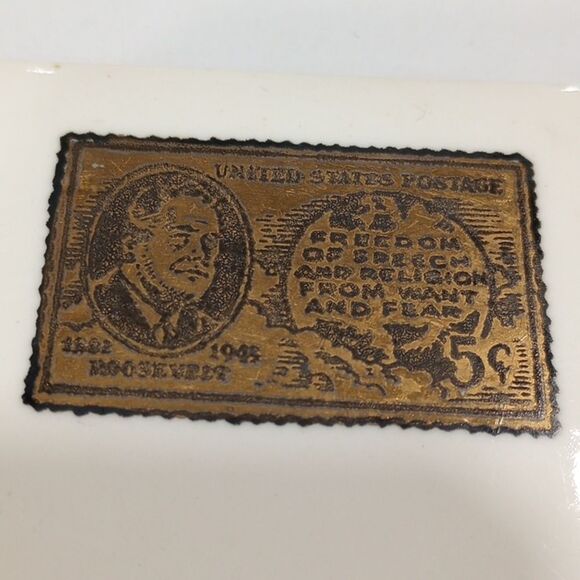 UNITED STATES POSTAGE
FREEDOM
OF SPEECH
AND RELIGION
FROM WANT
AND FEAR
5¢
1882 1945
ROOSEVELT